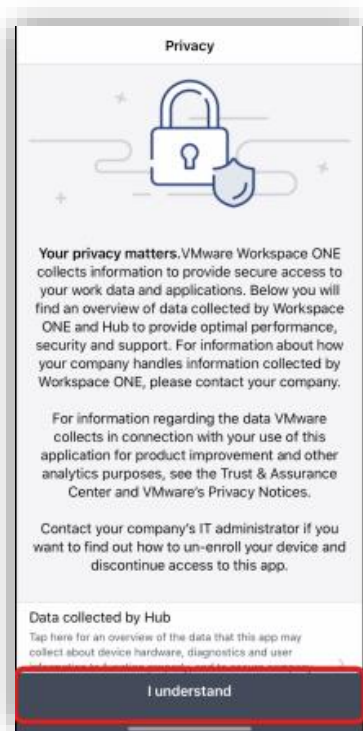 Privacy
Your privacy matters.VMware Workspace ONE
collects information to provide secure access to
your work data and applications. Below you will
find an overview of data collected by Workspace
ONE and Hub to provide optimal performance,
security and support. For information about how
your company handles information collected by
Workspace ONE, please contact your company.
For information regarding the data VMware
collects in connection with your use of this
application for product improvement and other
analytics purposes, see the Trust & Assurance
Center and VMware's Privacy Notices.
Contact your company's IT administrator if you
want to find out how to un-enroll your device and
discontinue access to this app.
Data collected by Hub
Tap here for an overview of the data that this app may
collect about device hardware, diagnostics and user
I understand